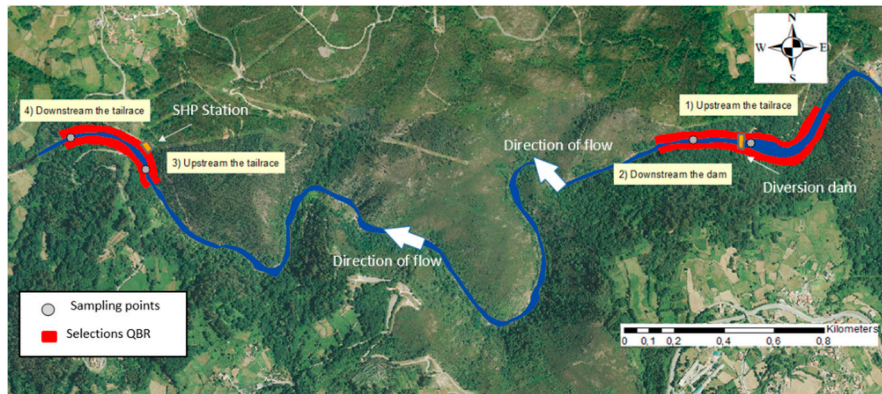 N
W E
S
4) Downstream the tailrace
SHP Station
1) Upstream the tailrace
3) Upstream the tailrace
Direction of flow
2) Downstream the dam
Diversion dam
Direction of flow
Sampling points
Selections QBR
Kilometers
0 0,1 0,2 0,4 0,6 0,8